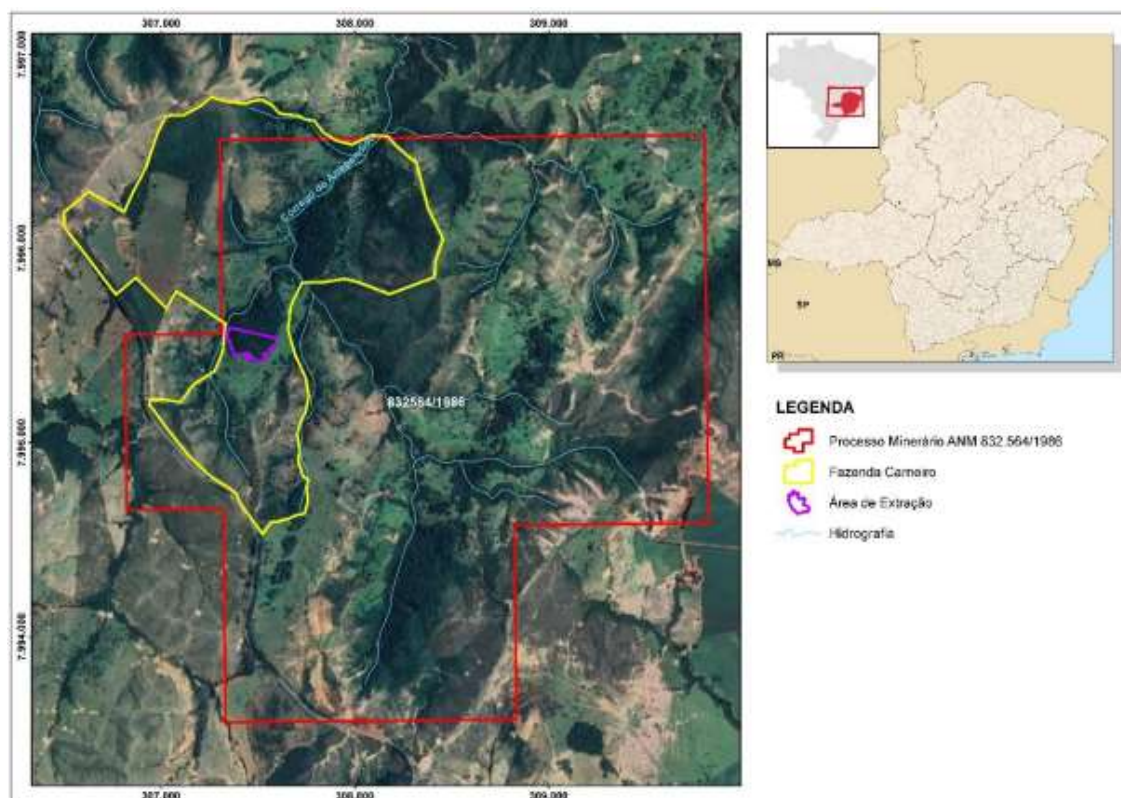 307.000 308.000 309.000
7.997.000
7.996.000
7.995.000
7.994.000
Córrego do
832564/1986
307.000 308.000 309.000
MS
SP
PR
LEGENDA
Processo Minerário ANM 832.564/1986
Fazenda Carneiro
Área de Extração
Hidrografia